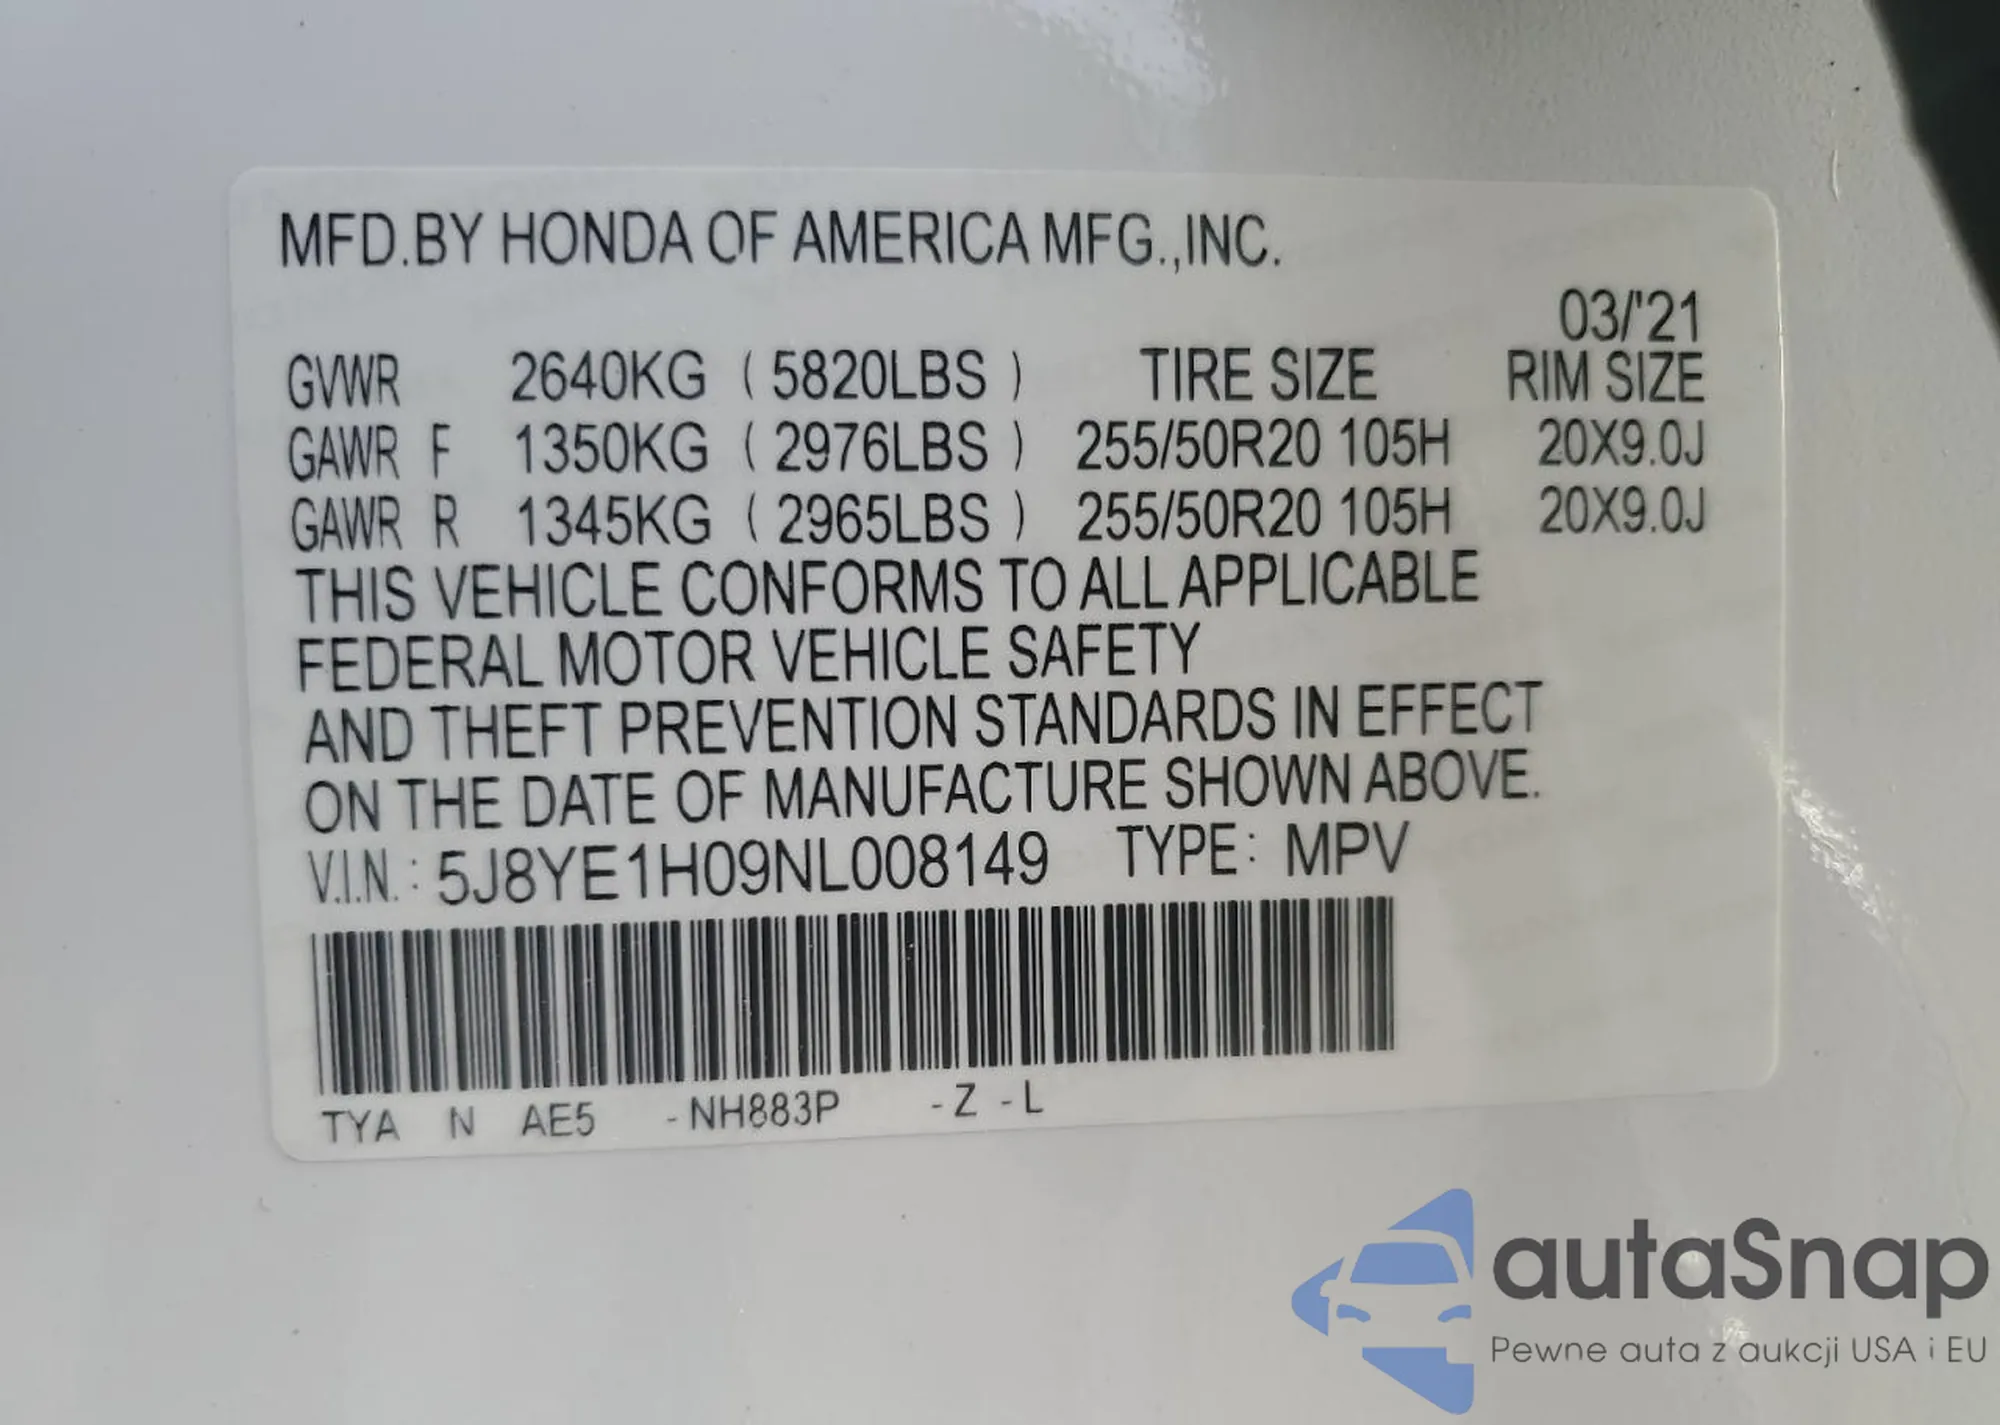 MFD.BY HONDA OF AMERICA MFG.,INC.
03/'21
GVWR 2640KG (5820LBS) TIRE SIZE RIM SIZE
GAWR F 1350KG (2976LBS) 255/50R20 105H 20X9.0J
GAWR R 1345KG (2965LBS) 255/50R20 105H 20X9.0J
THIS VEHICLE CONFORMS TO ALL APPLICABLE
FEDERAL MOTOR VEHICLE SAFETY
AND THEFT PREVENTION STANDARDS IN EFFECT
ON THE DATE OF MANUFACTURE SHOWN ABOVE.
V.I.N.: 5J8YE1H09NL008149 TYPE: MPV
TYA N AE5 -NH883P -Z -L
autaSnap
Pewne auta z aukcji USA i EU